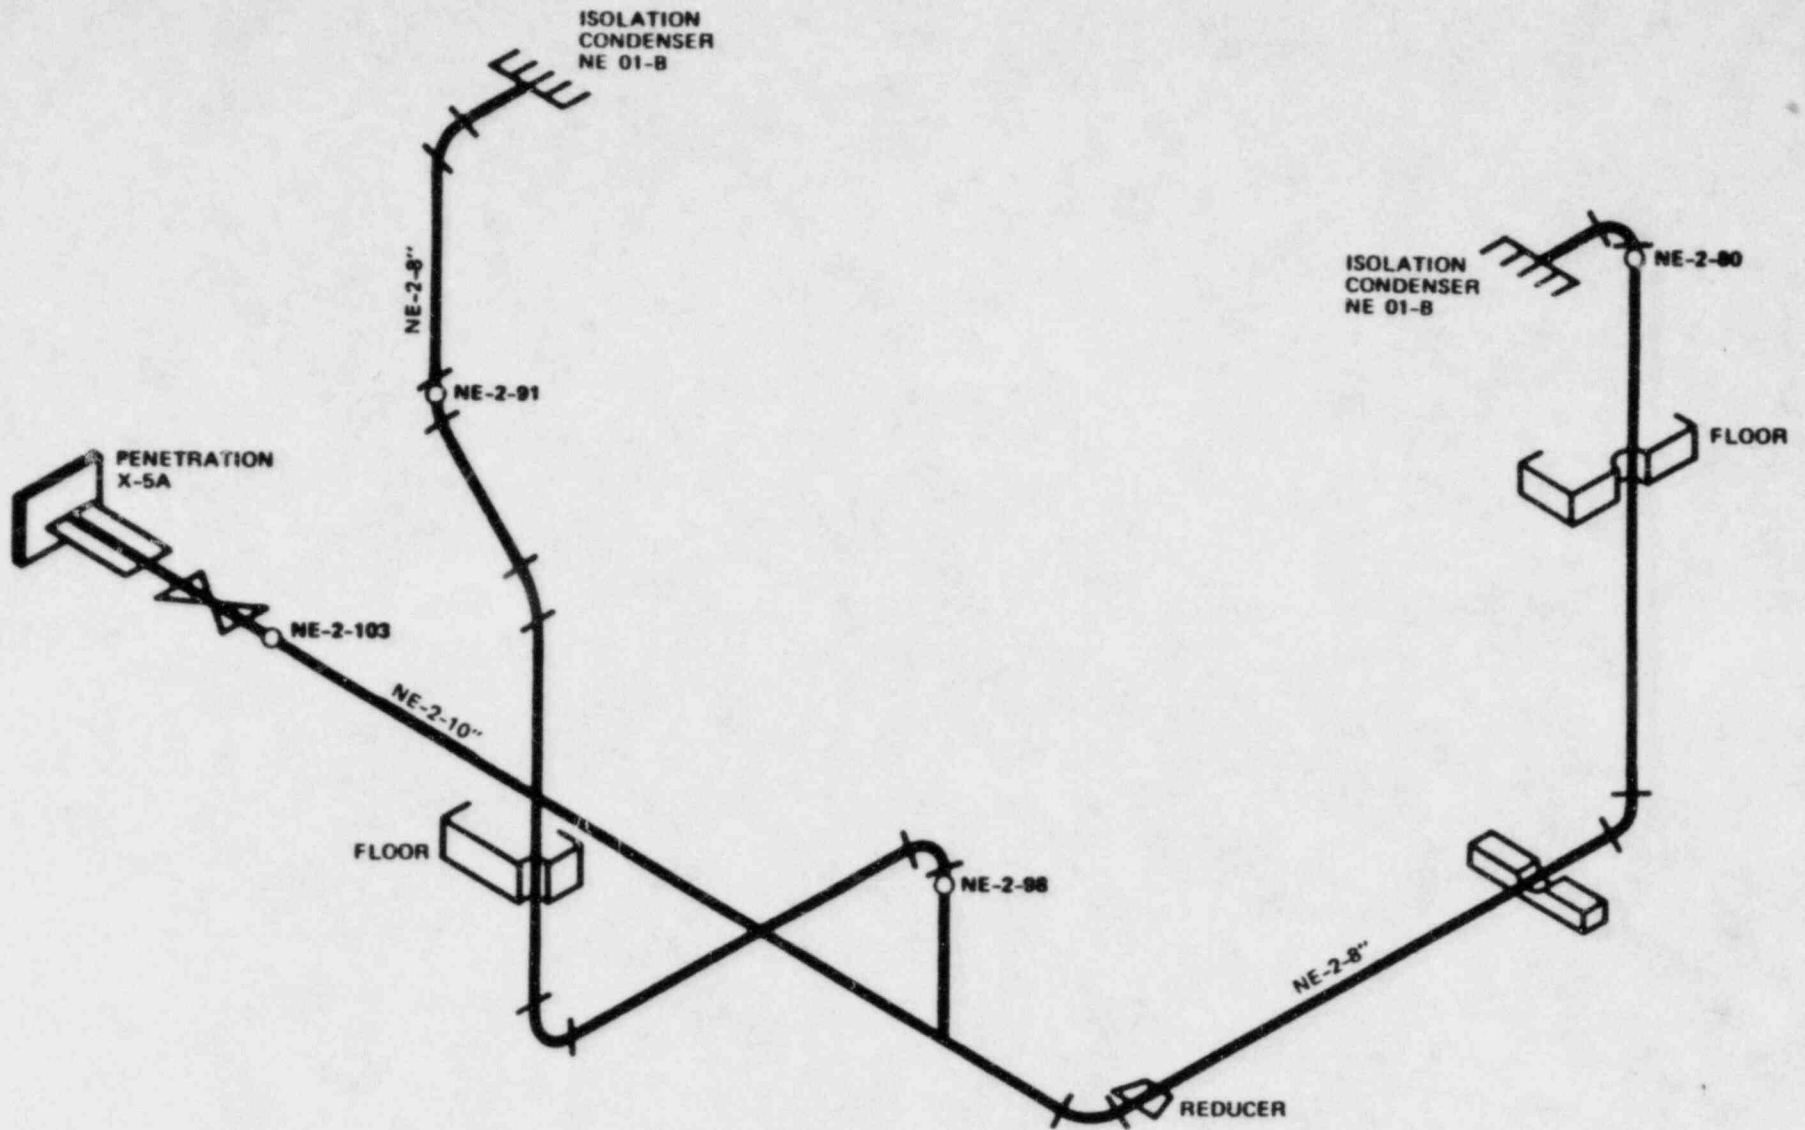 ISOLATION
CONDENSER
NE 01-B
NE-2-8"
NE-2-91
ISOLATION
CONDENSER
NE 01-B
NE-2-80
FLOOR
PENETRATION
X-5A
NE-2-103
NE-2-10"
FLOOR
NE-2-98
NE-2-8"
REDUCER